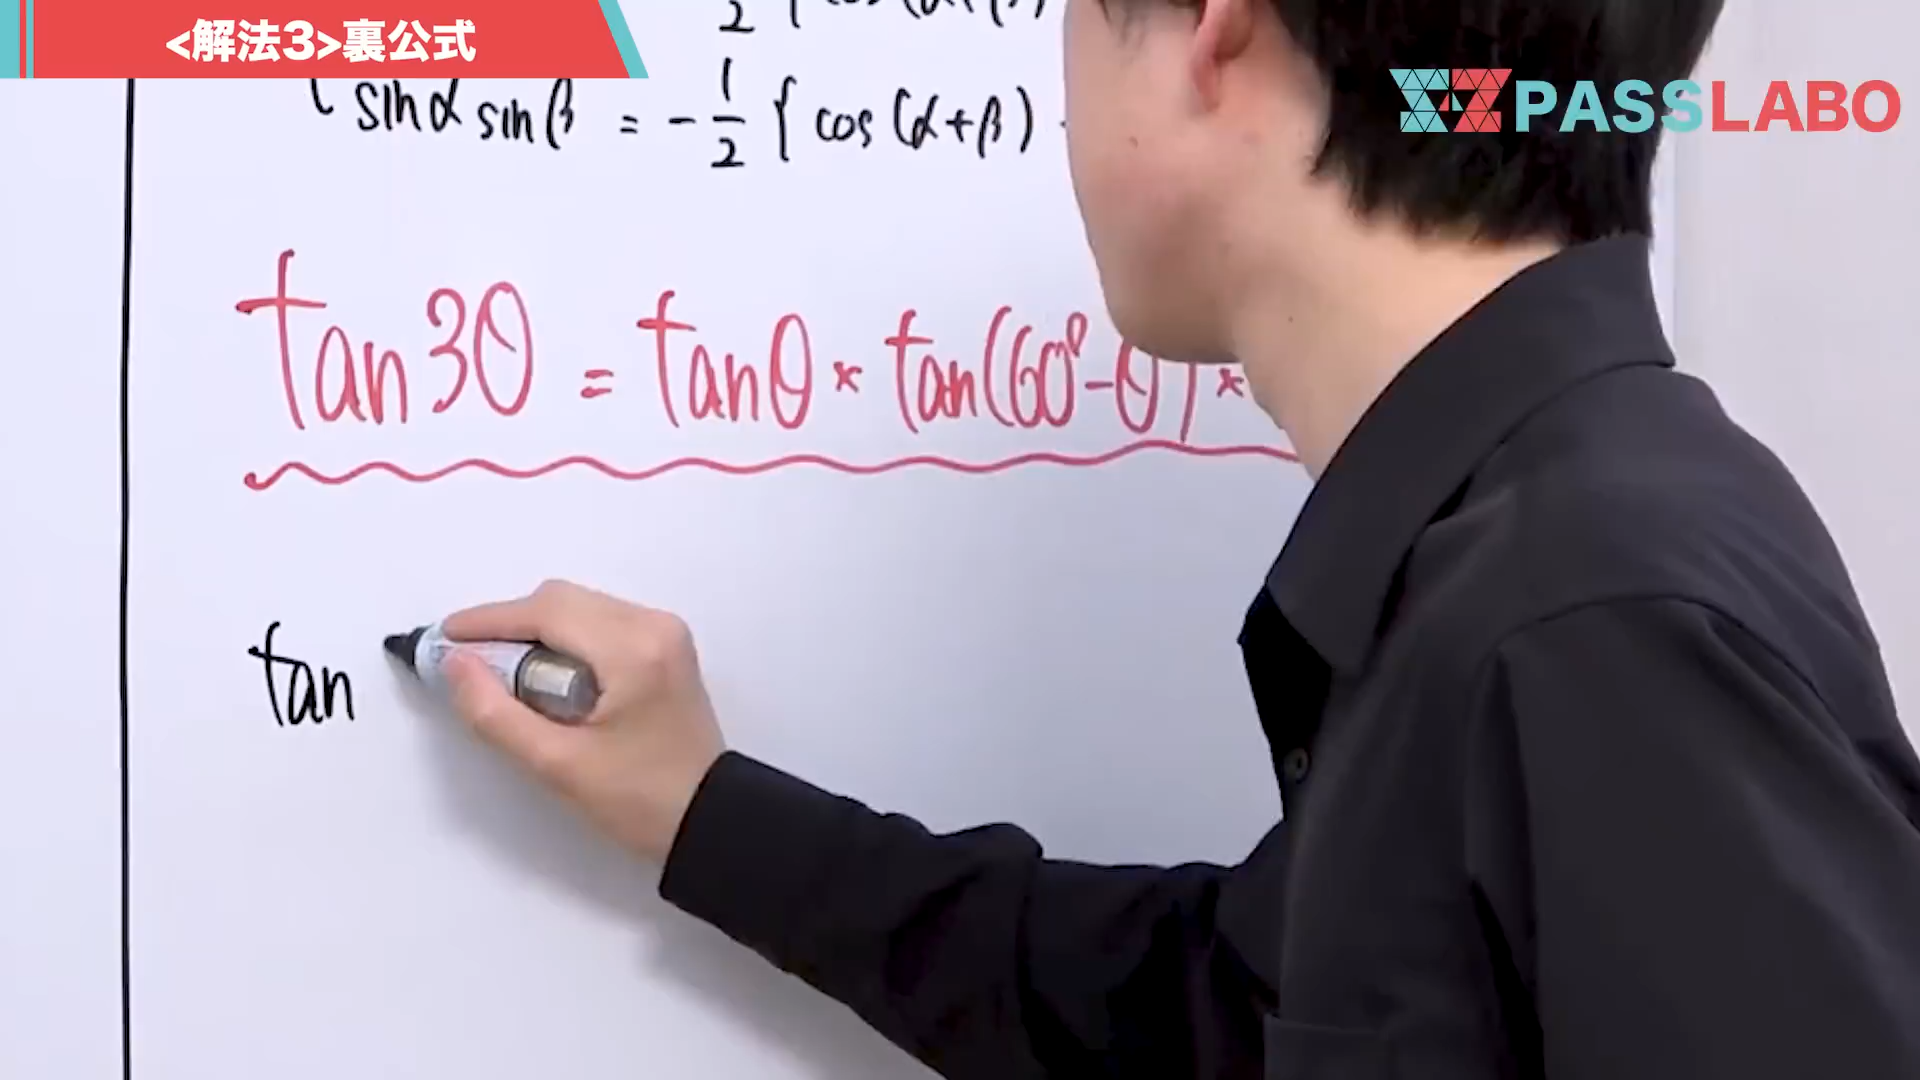 <解法3>裏公式
PASSLABO
sinα sinβ = -1/2 { cos(α+β)
tan3θ = tanθ × tan(60°-θ) ×
tan